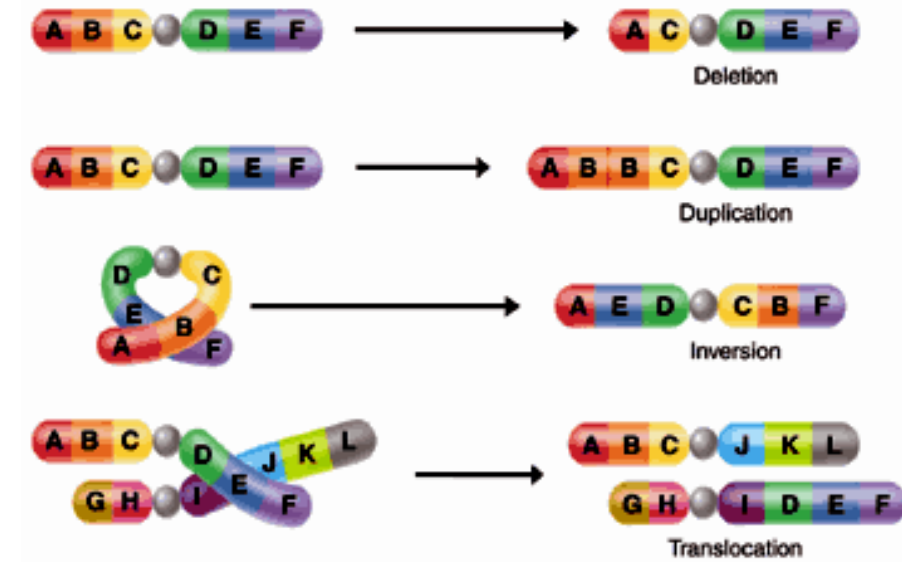 A B C D E F
A C D E F
Deletion
A B C D E F
A B B C D E F
Duplication
D C
E B
A F
A E D C B F
Inversion
A B C D E F
G H I J K L
A B C J K L
G H I D E F
Translocation